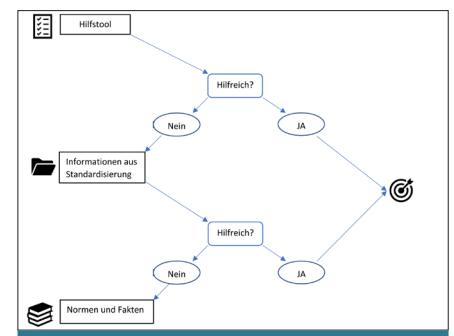 Hilfstool
Hilfreich?
Nein
JA
Informationen aus
Standardisierung
Hilfreich?
Nein
JA
Normen und Fakten